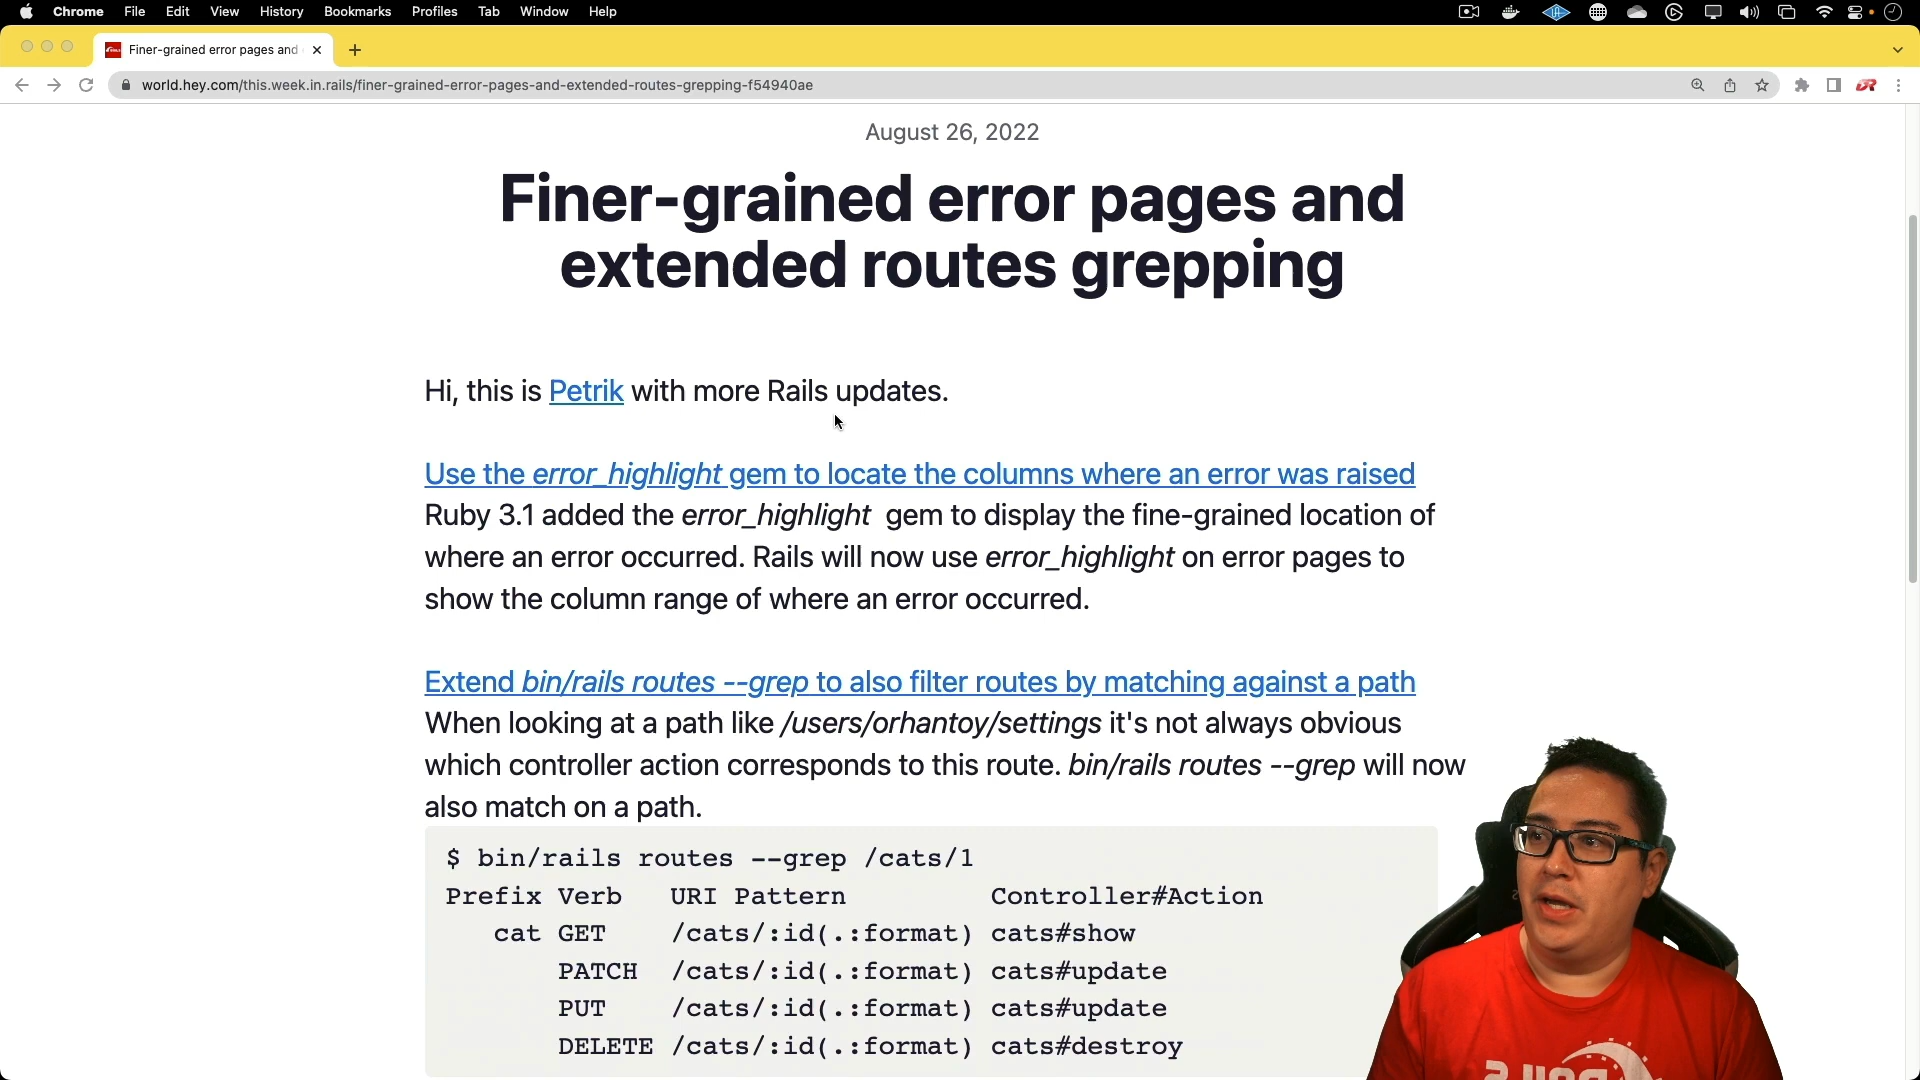 Chrome File Edit View History Bookmarks Profiles Tab Window Help
Finer-grained error pages and
world.hey.com/this.week.in.rails/finer-grained-error-pages-and-extended-routes-grepping-f54940ae
August 26, 2022
Finer-grained error pages and
extended routes grepping
Hi, this is Petrik with more Rails updates.
Use the error_highlight gem to locate the columns where an error was raised
Ruby 3.1 added the error_highlight gem to display the fine-grained location of
where an error occurred. Rails will now use error_highlight on error pages to
show the column range of where an error occurred.
Extend bin/rails routes --grep to also filter routes by matching against a path
When looking at a path like /users/orhantoy/settings it's not always obvious
which controller action corresponds to this route. bin/rails routes --grep will now
also match on a path.
$ bin/rails routes --grep /cats/1
Prefix Verb URI Pattern Controller#Action
cat GET /cats/:id(.:format) cats#show
PATCH /cats/:id(.:format) cats#update
PUT /cats/:id(.:format) cats#update
DELETE /cats/:id(.:format) cats#destroy